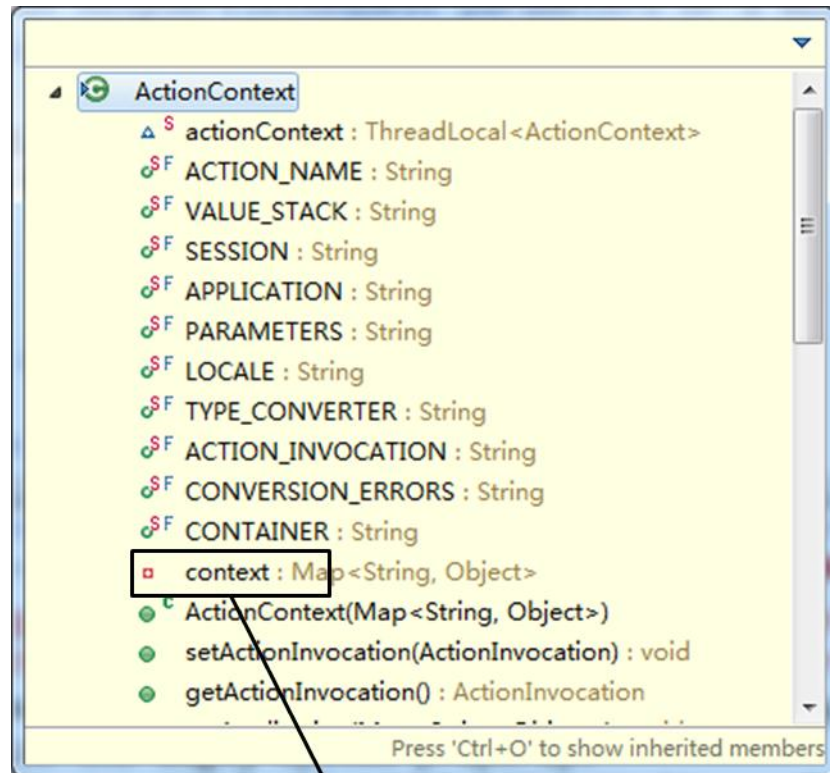 ActionContext
S actionContext : ThreadLocal<ActionContext>
S F ACTION_NAME : String
S F VALUE_STACK : String
S F SESSION : String
S F APPLICATION : String
S F PARAMETERS : String
S F LOCALE : String
S F TYPE_CONVERTER : String
S F ACTION_INVOCATION : String
S F CONVERSION_ERRORS : String
S F CONTAINER : String
context : Map<String, Object>
C ActionContext(Map<String, Object>)
setActionInvocation(ActionInvocation) : void
getActionInvocation() : ActionInvocation
Press 'Ctrl+O' to show inherited members